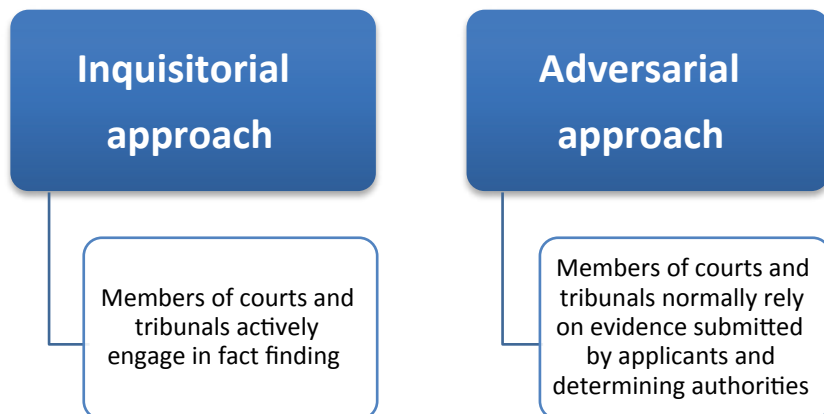 Inquisitorial
approach
Adversarial
approach
Members of courts and
tribunals actively
engage in fact finding
Members of courts and
tribunals normally rely
on evidence submitted
by applicants and
determining authorities